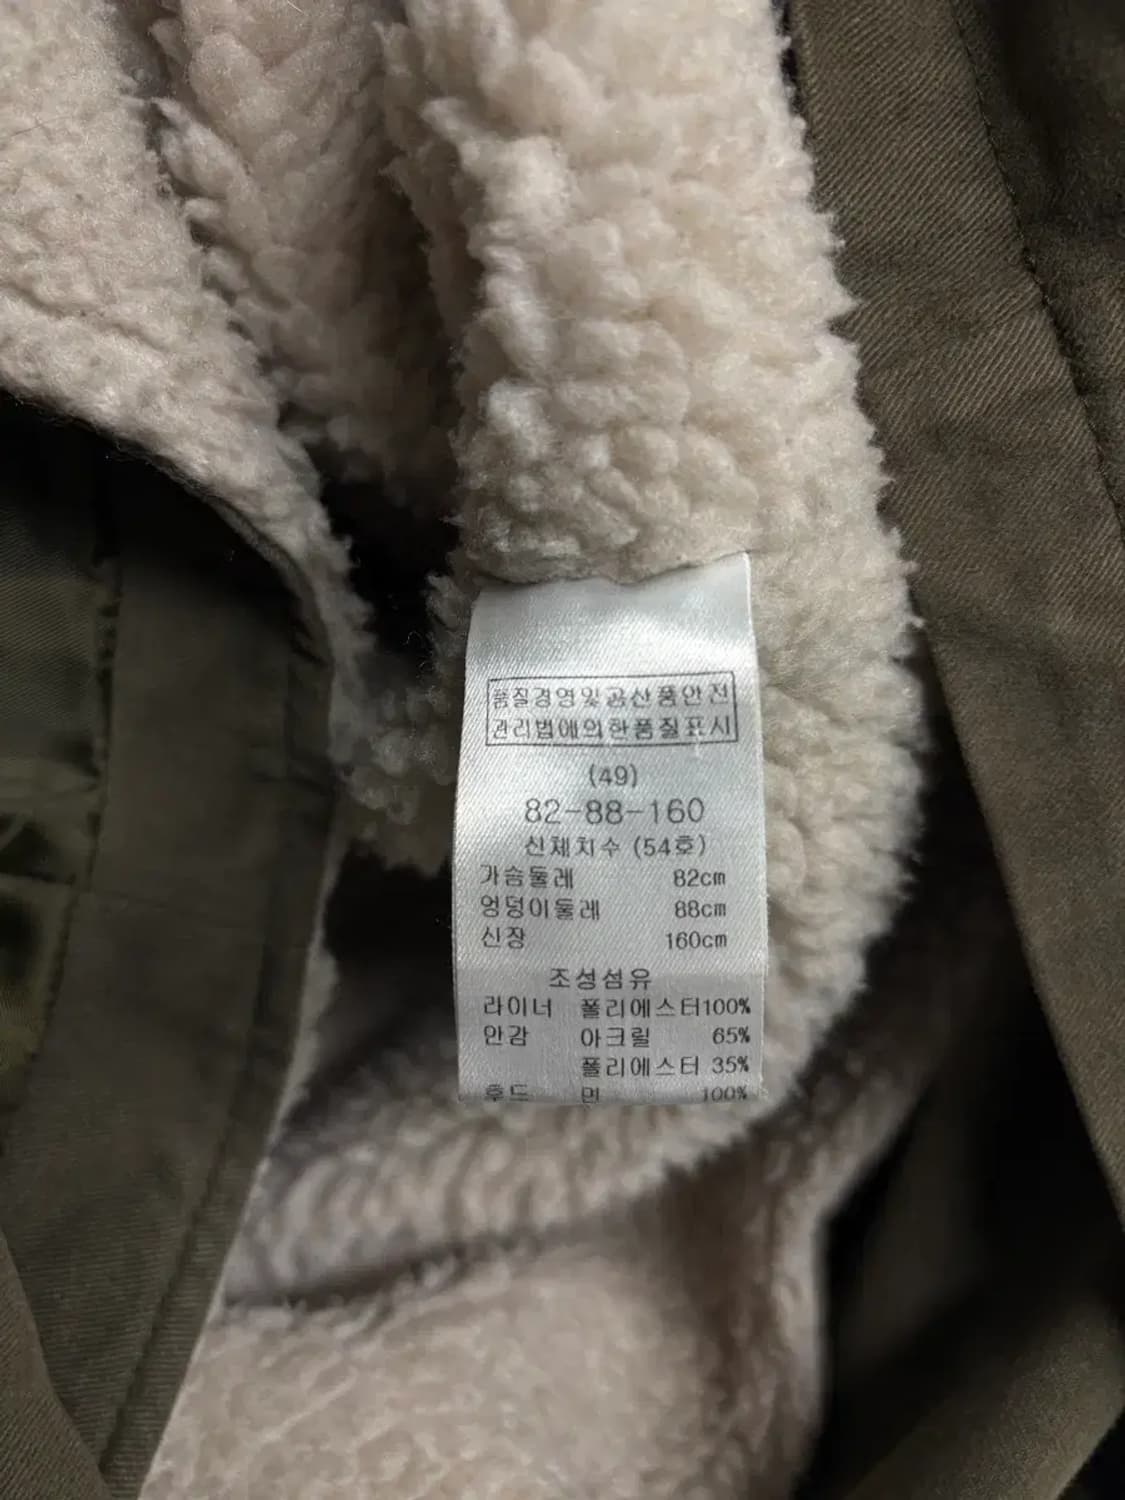 품질경영및공산품안전
관리법에의한품질표시
(49)
82-88-160
신체치수 (54호)
가슴둘레 82cm
엉덩이둘레 88cm
신장 160cm
조성섬유
라이너 폴리에스터100%
안감 아크릴 65%
폴리에스터 35%
후드 면 100%